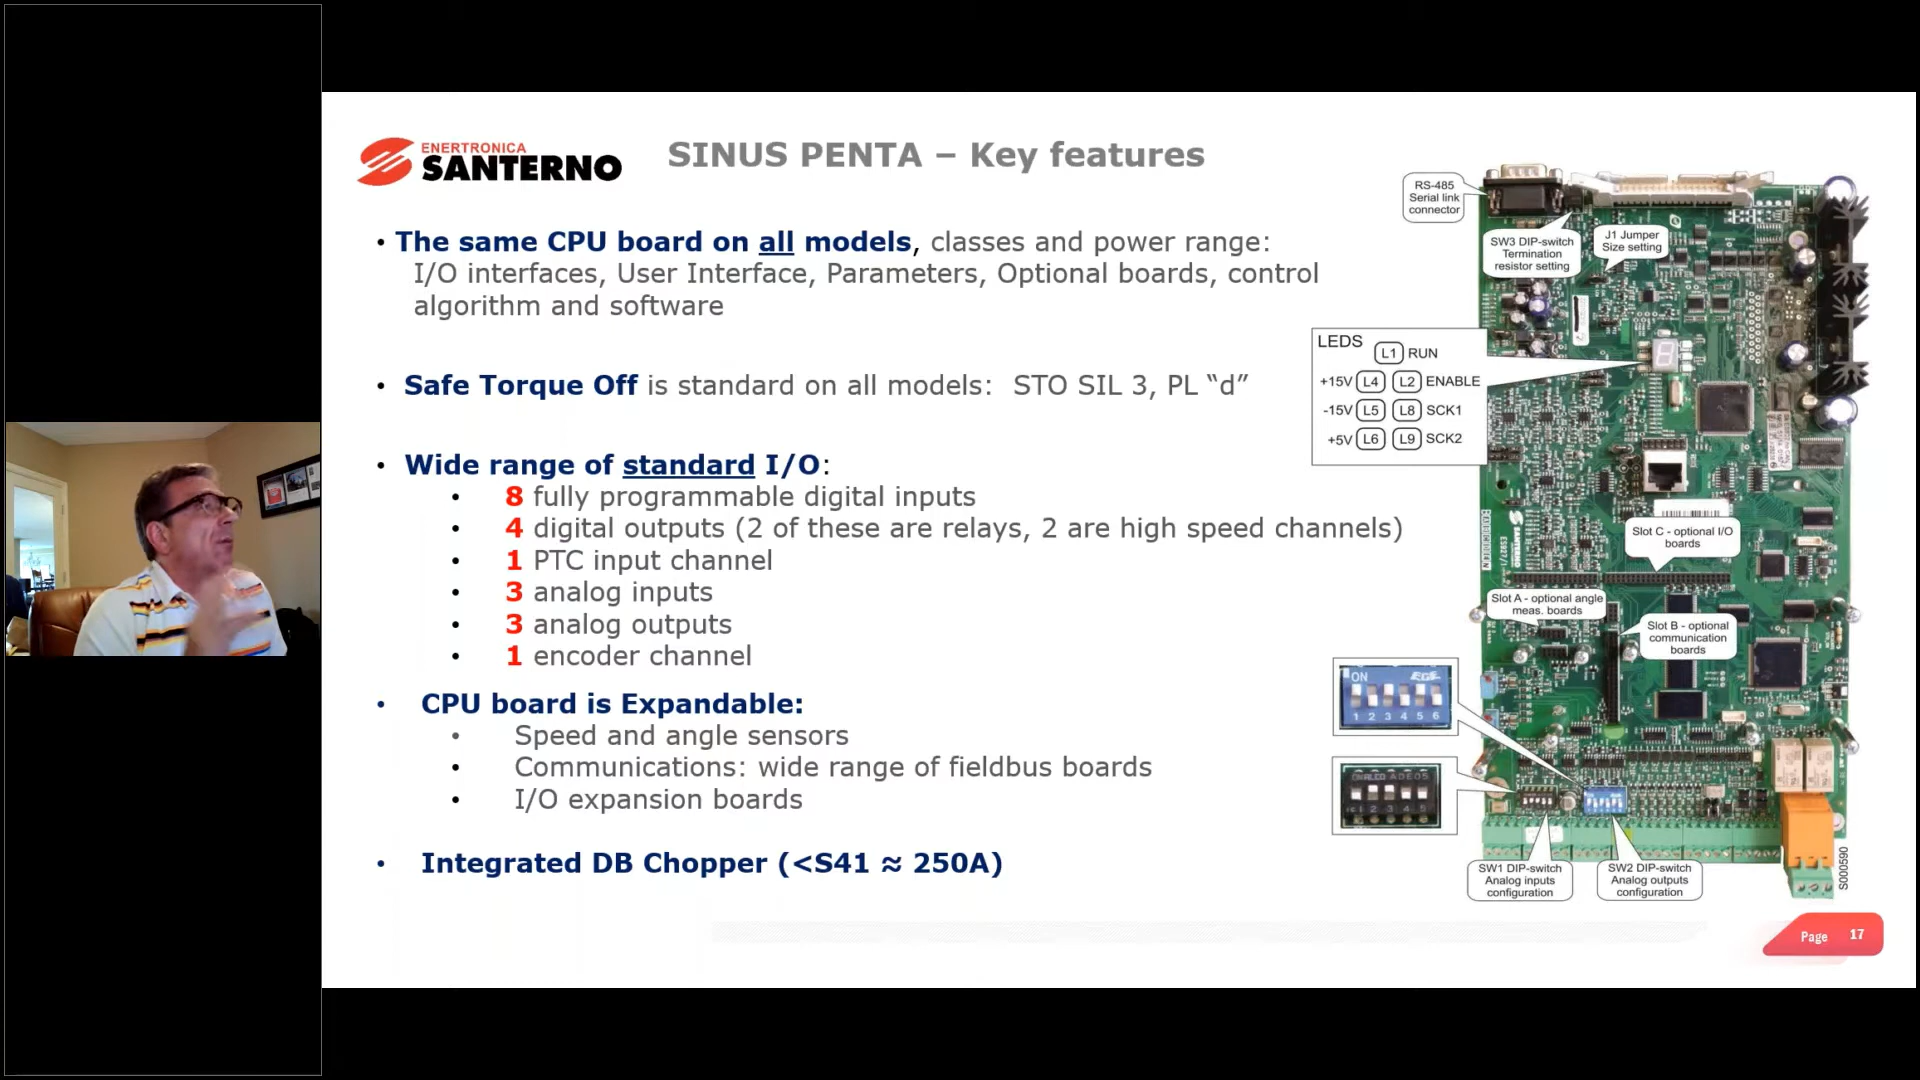 ENERTRONICA
SANTERNO
SINUS PENTA – Key features
• The same CPU board on all models, classes and power range:
I/O interfaces, User Interface, Parameters, Optional boards, control
algorithm and software
• Safe Torque Off is standard on all models: STO SIL 3, PL “d”
• Wide range of standard I/O:
• 8 fully programmable digital inputs
• 4 digital outputs (2 of these are relays, 2 are high speed channels)
• 1 PTC input channel
• 3 analog inputs
• 3 analog outputs
• 1 encoder channel
• CPU board is Expandable:
• Speed and angle sensors
• Communications: wide range of fieldbus boards
• I/O expansion boards
• Integrated DB Chopper (<S41 ≈ 250A)
RS-485
Serial link
connector
SW3 DIP-switch
Termination
resistor setting
J1 Jumper
Size setting
LEDS
L1 RUN
+15V L4 L2 ENABLE
-15V L5 L8 SCK1
+5V L6 L9 SCK2
Slot C - optional I/O
boards
Slot A - optional angle
meas. boards
Slot B - optional
communication
boards
ON ECE
1 2 3 4 5 6
SW1 DIP-switch
Analog inputs
configuration
SW2 DIP-switch
Analog outputs
configuration
S000590
Page 17